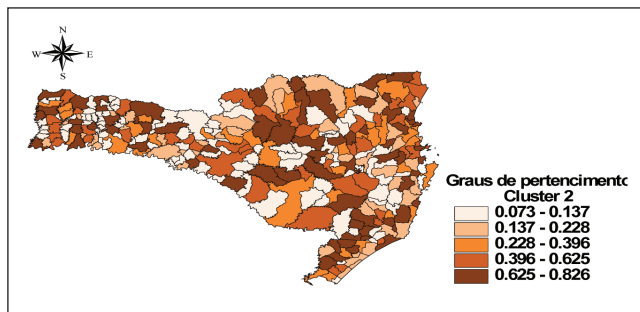 N
W E
S
Graus de pertencimento
Cluster 2
0.073 - 0.137
0.137 - 0.228
0.228 - 0.396
0.396 - 0.625
0.625 - 0.826